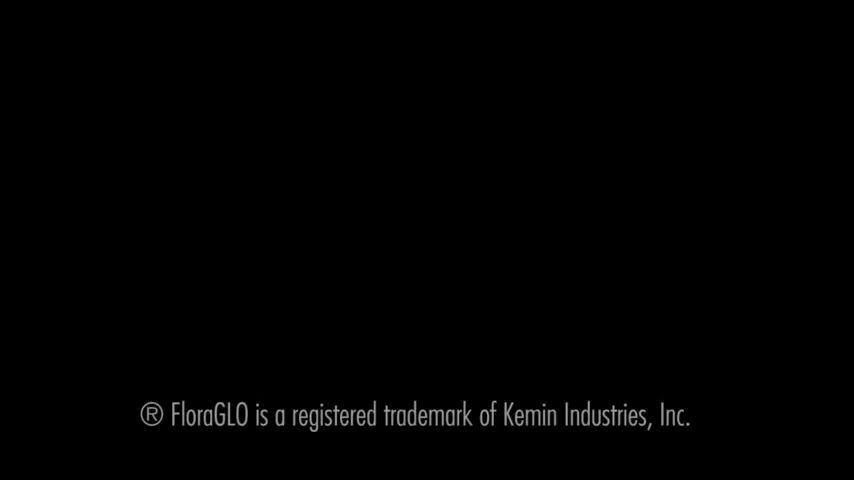 ® FloraGLO is a registered trademark of Kemin Industries, Inc.